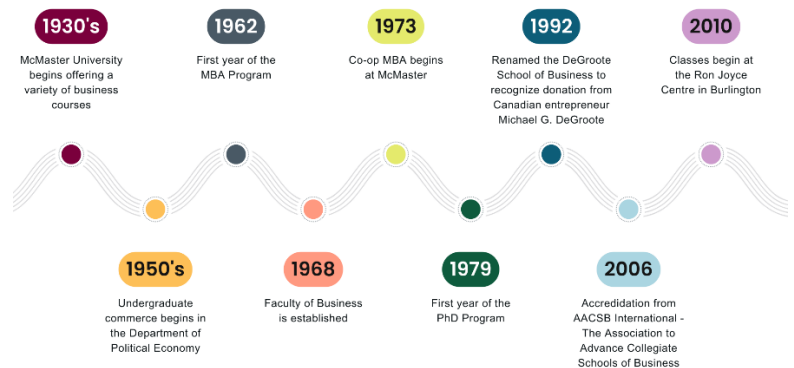 1930's
McMaster University
begins offering a
variety of business
courses
1950's
Undergraduate
commerce begins in
the Department of
Political Economy
1962
First year of the
MBA Program
1968
Faculty of Business
is established
1973
Co-op MBA begins
at McMaster
1979
First year of the
PhD Program
1992
Renamed the DeGroote
School of Business to
recognize donation from
Canadian entrepreneur
Michael G. DeGroote
2006
Accredidation from
AACSB International -
The Association to
Advance Collegiate
Schools of Business
2010
Classes begin at
the Ron Joyce
Centre in Burlington